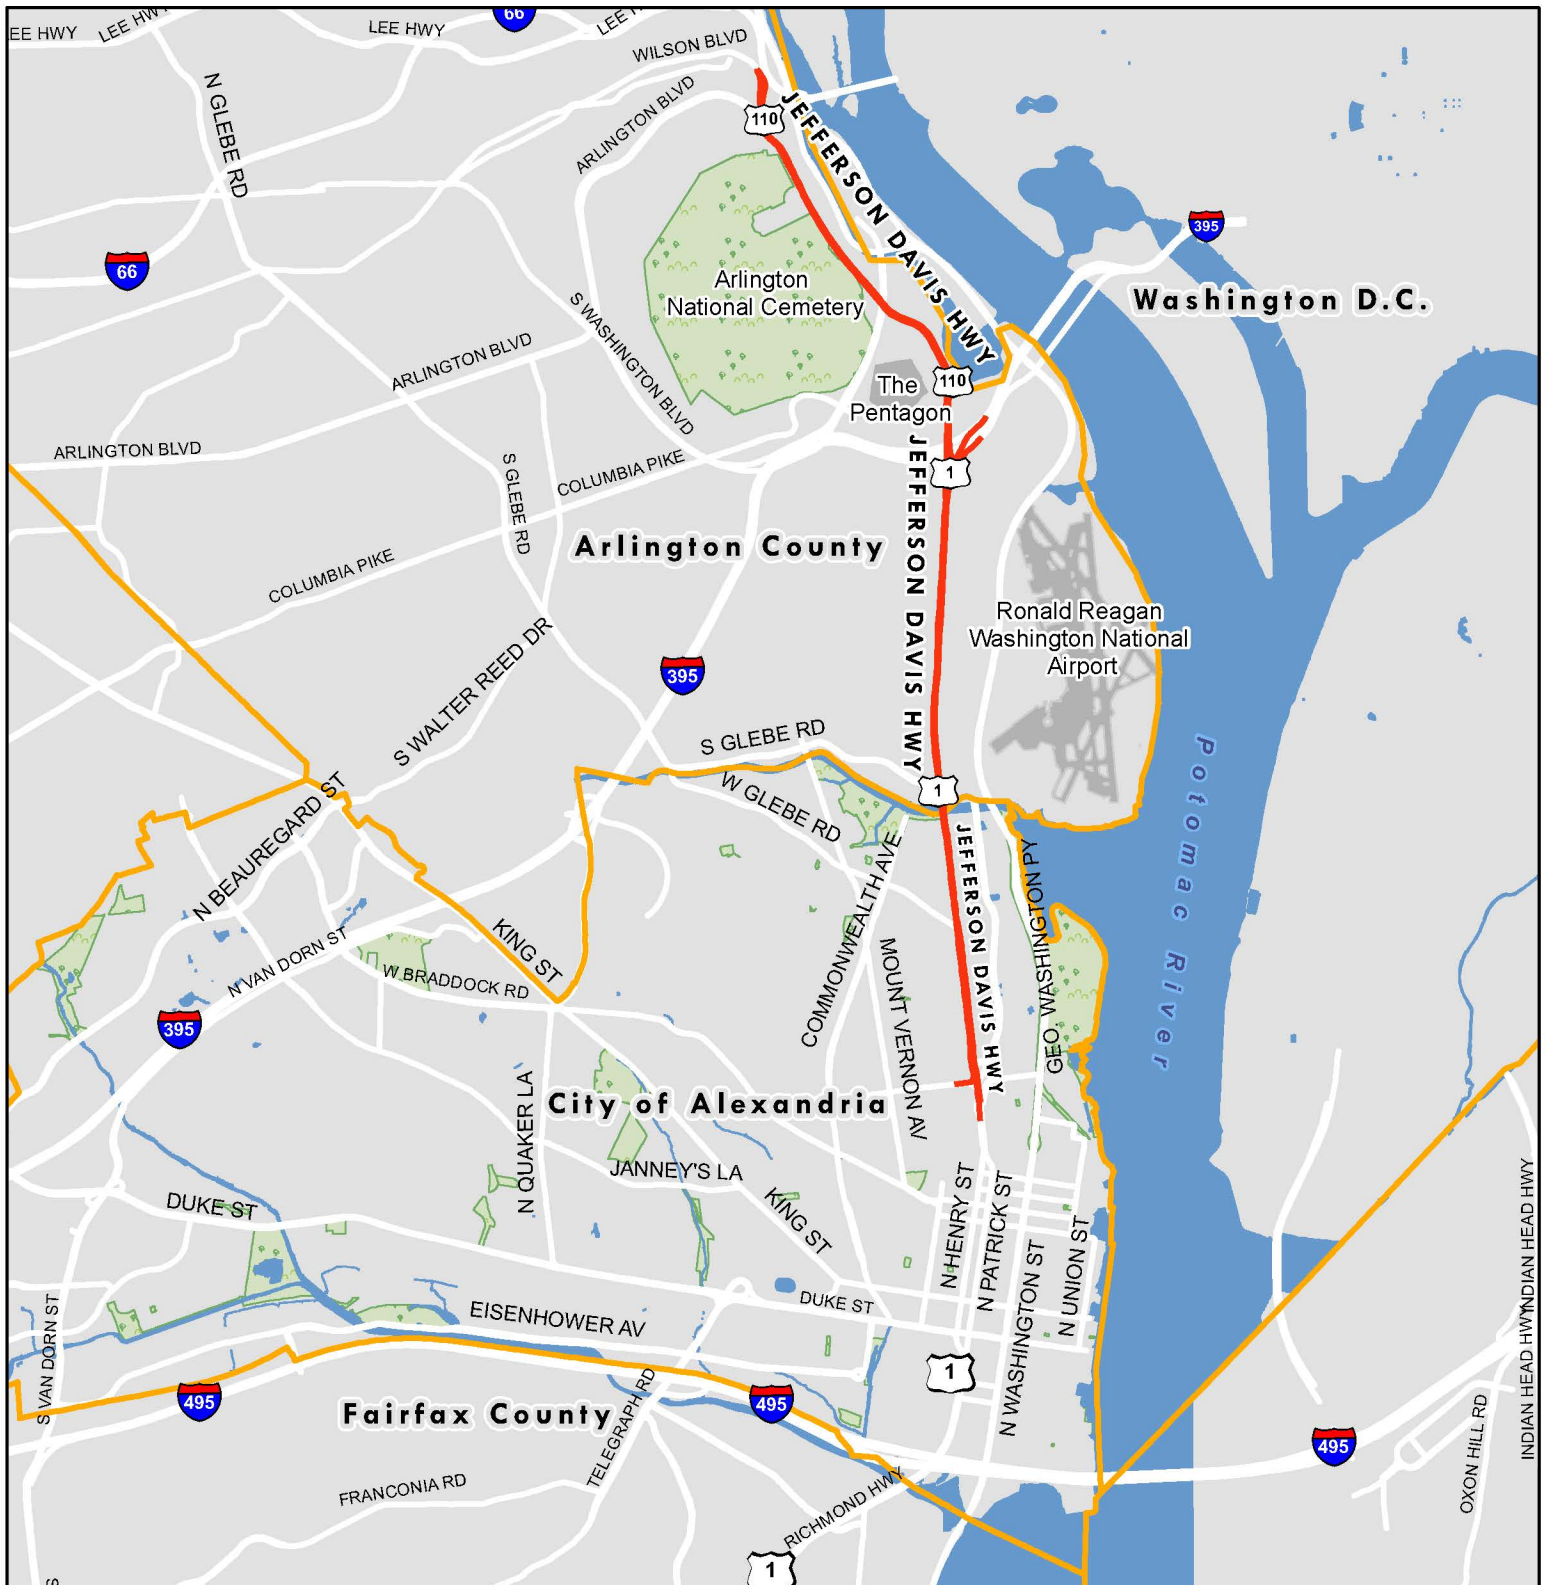 EE HWY
LEE HWY
LEE HWY
66
WILSON BLVD
N GLEBE RD
ARLINGTON BLVD
110
JEFFERSON DAVIS HWY
395
66
Arlington
National Cemetery
Washington D.C.
S WASHINGTON BLVD
ARLINGTON BLVD
The
Pentagon
110
ARLINGTON BLVD
S GLEBE RD
COLUMBIA PIKE
1
JEFFERSON DAVIS HWY
Arlington County
COLUMBIA PIKE
Ronald Reagan
Washington National
Airport
S WALTER REED DR
395
S GLEBE RD
Potomac River
W GLEBE RD
1
N BEAUREGARD ST
JEFFERSON DAVIS HWY
COMMONWEALTH AVE
GEO WASHINGTON PY
KING ST
N VAN DORN ST
W BRADDOCK RD
MOUNT VERNON AV
395
N QUAKER LA
City of Alexandria
JANNEY'S LA
KING ST
DUKE ST
N HENRY ST
N PATRICK ST
N WASHINGTON ST
N UNION ST
INDIAN HEAD HWY
INDIAN HEAD HWY
DUKE ST
EISENHOWER AV
S VAN DORN ST
1
495
Fairfax County
495
495
TELEGRAPH RD
OXON HILL RD
FRANCONIA RD
RICHMOND HWY
1